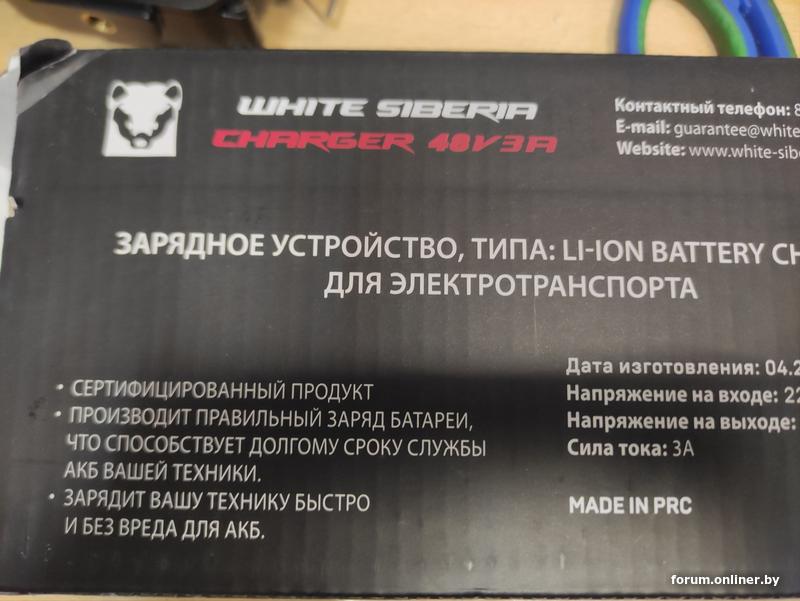 WHITE SIBERIA
CHARGER 48V3A
Контактный телефон: 8
E-mail: guarantee@white
Website: www.white-sib
ЗАРЯДНОЕ УСТРОЙСТВО, ТИПА: LI-ION BATTERY CH
ДЛЯ ЭЛЕКТРОТРАНСПОРТА
• СЕРТИФИЦИРОВАННЫЙ ПРОДУКТ
• ПРОИЗВОДИТ ПРАВИЛЬНЫЙ ЗАРЯД БАТАРЕИ,
ЧТО СПОСОБСТВУЕТ ДОЛГОМУ СРОКУ СЛУЖБЫ
АКБ ВАШЕЙ ТЕХНИКИ.
• ЗАРЯДИТ ВАШУ ТЕХНИКУ БЫСТРО
И БЕЗ ВРЕДА ДЛЯ АКБ.
Дата изготовления: 04.2
Напряжение на входе: 22
Напряжение на выходе:
Сила тока: 3А
MADE IN PRC
forum.onliner.by